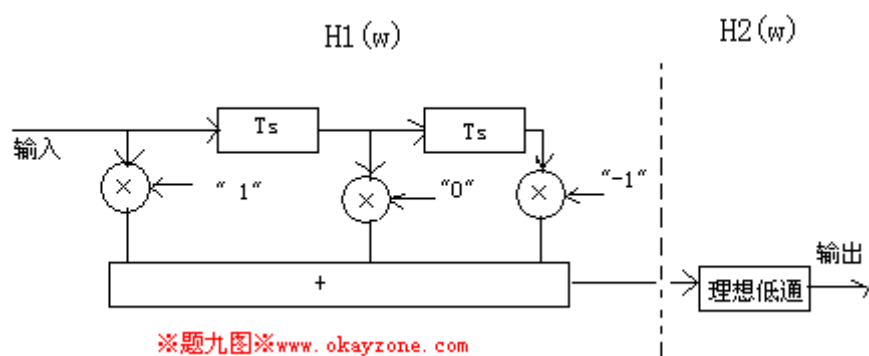 H1(w)
H2(w)
Ts
Ts
输入
× "1"
× "0"
× "-1"
+
理想低通
输出
※题九图※www.okayzone.com